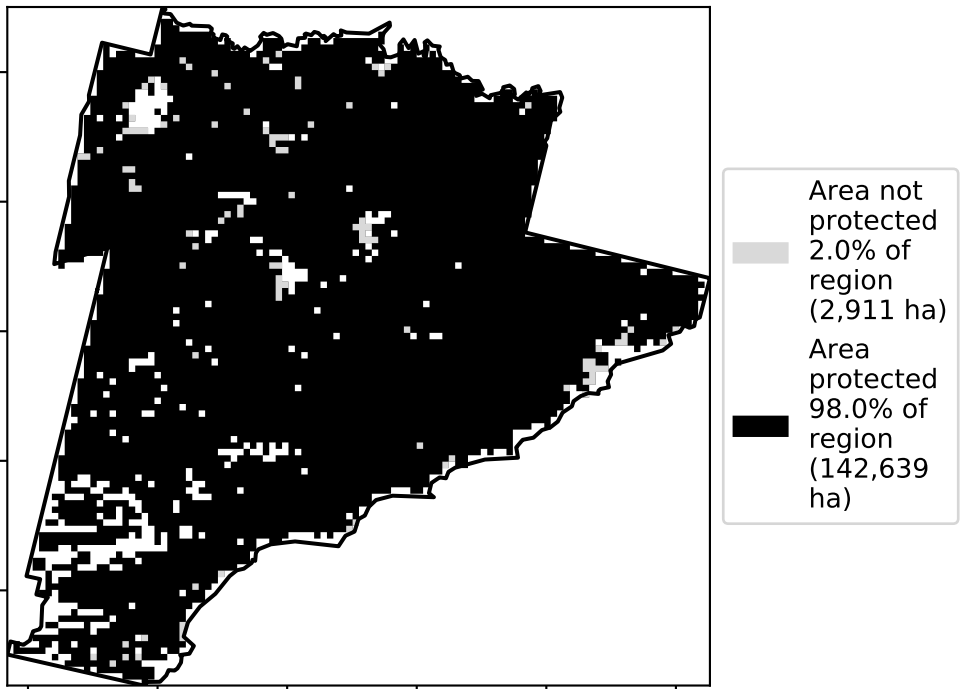 Area not
protected
2.0% of
region
(2,911 ha)
Area
protected
98.0% of
region
(142,639
ha)